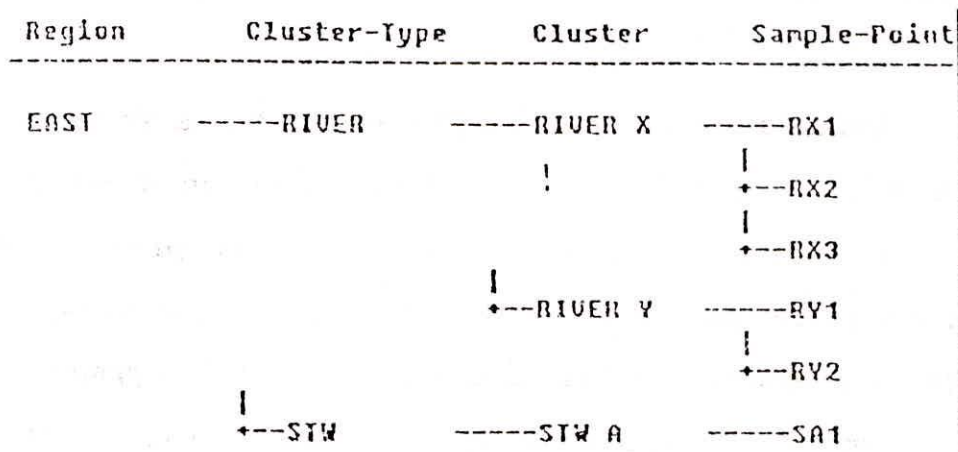 Region Cluster-Type Cluster Sample-Point
----------------------------------------------------------------
EAST -----RIVER -----RIVER X -----RX1
! |
+--RX2
|
+--RX3
|
+---RIVER Y ------RY1
|
+--RY2
|
+--STW -----STW A -----SA1